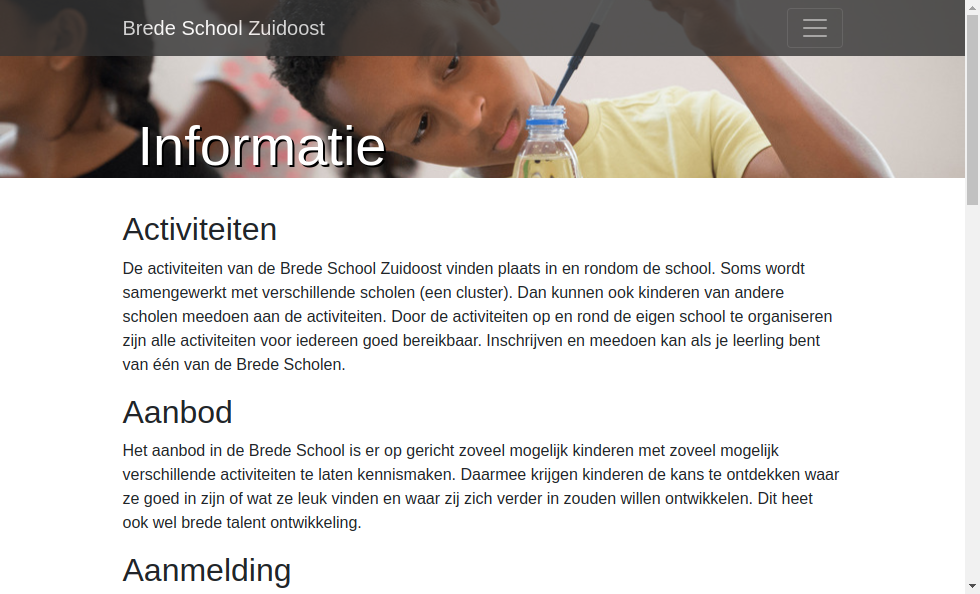 Brede School Zuidoost
Informatie
Activiteiten
De activiteiten van de Brede School Zuidoost vinden plaats in en rondom de school. Soms wordt
samengewerkt met verschillende scholen (een cluster). Dan kunnen ook kinderen van andere
scholen meedoen aan de activiteiten. Door de activiteiten op en rond de eigen school te organiseren
zijn alle activiteiten voor iedereen goed bereikbaar. Inschrijven en meedoen kan als je leerling bent
van één van de Brede Scholen.
Aanbod
Het aanbod in de Brede School is er op gericht zoveel mogelijk kinderen met zoveel mogelijk
verschillende activiteiten te laten kennismaken. Daarmee krijgen kinderen de kans te ontdekken waar
ze goed in zijn of wat ze leuk vinden en waar zij zich verder in zouden willen ontwikkelen. Dit heet
ook wel brede talent ontwikkeling.
Aanmelding